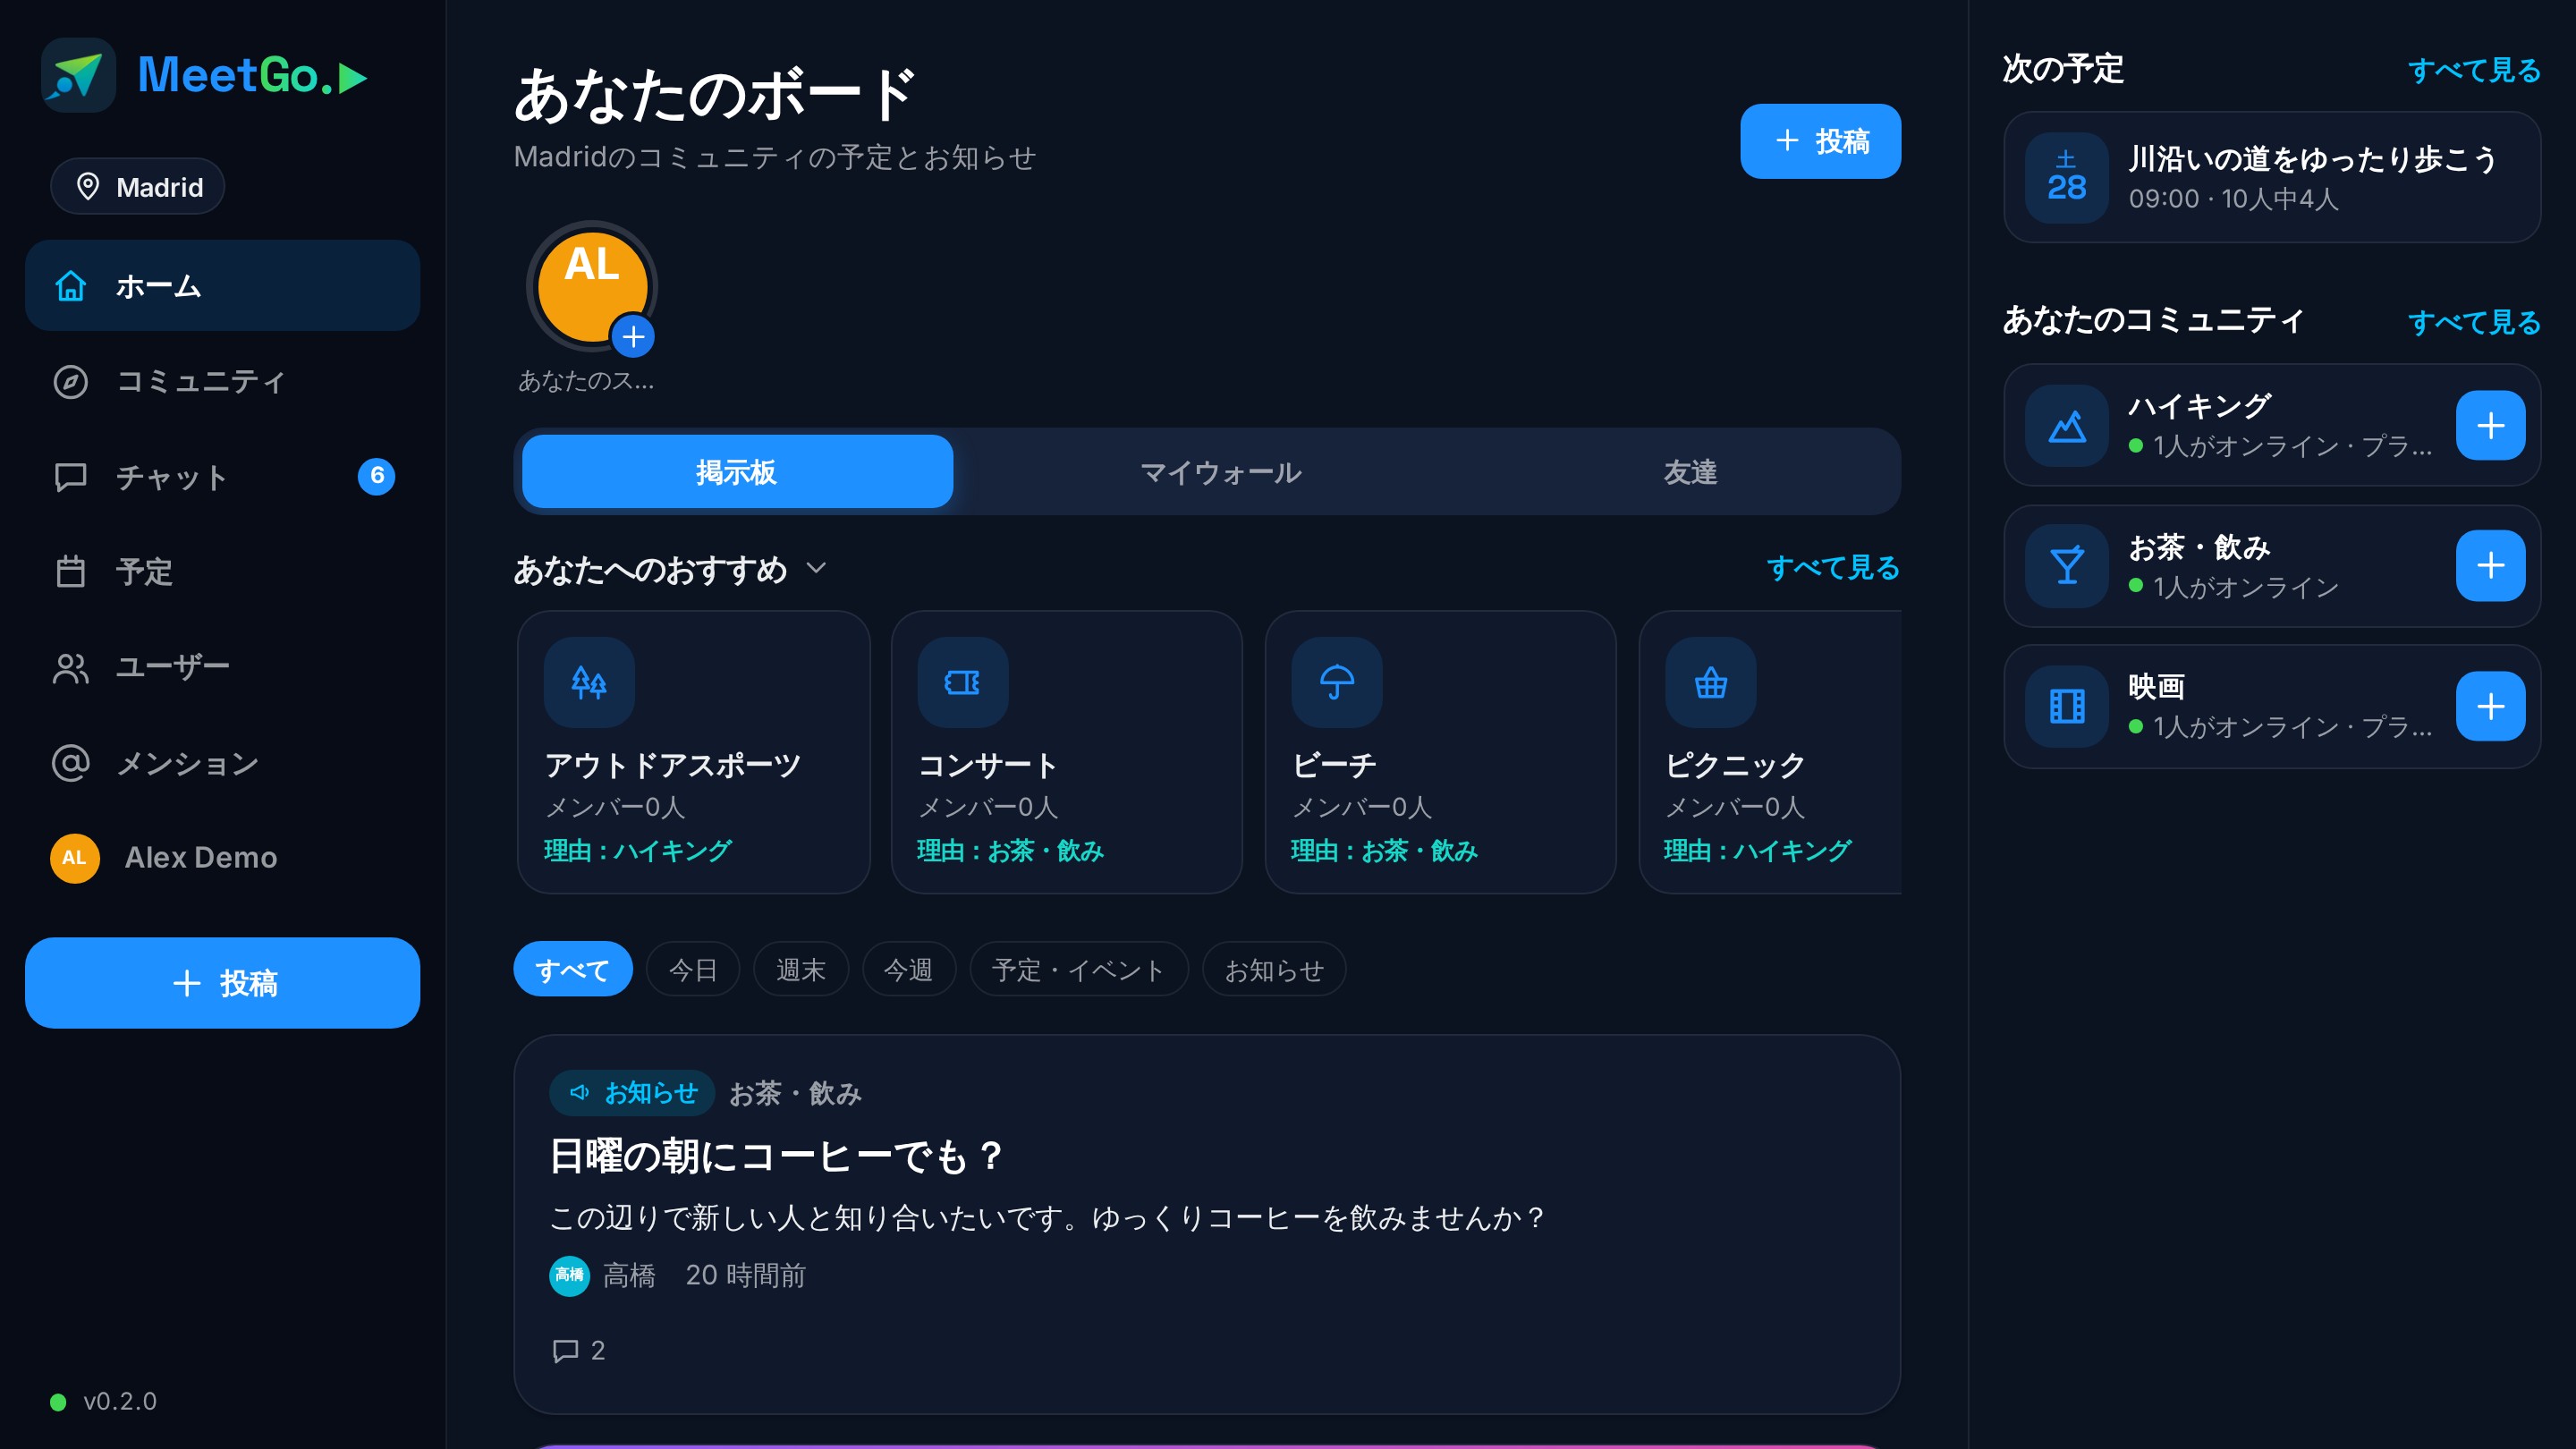 MeetGo.
Madrid
ホーム
コミュニティ
チャット
6
予定
ユーザー
メンション
AL
Alex Demo
投稿
v0.2.0
あなたのボード
Madridのコミュニティの予定とお知らせ
投稿
AL
あなたのス...
掲示板
マイウォール
友達
あなたへのおすすめ
すべて見る
アウトドアスポーツ
メンバー0人
理由：ハイキング
コンサート
メンバー0人
理由：お茶・飲み
ビーチ
メンバー0人
理由：お茶・飲み
ピクニック
メンバー0人
理由：ハイキング
すべて
今日
週末
今週
予定・イベント
お知らせ
お知らせ
お茶・飲み
日曜の朝にコーヒーでも？
この辺りで新しい人と知り合いたいです。ゆっくりコーヒーを飲みませんか？
高橋
高橋
20 時間前
2
次の予定
すべて見る
土
28
川沿いの道をゆったり歩こう
09:00 · 10人中4人
あなたのコミュニティ
すべて見る
ハイキング
1人がオンライン · プラ...
お茶・飲み
1人がオンライン
映画
1人がオンライン · プラ...